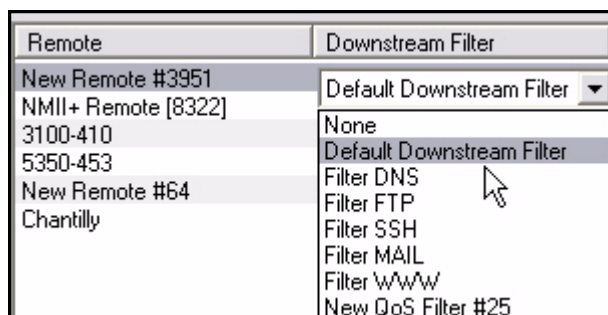 Remote Downstream Filter
New Remote #3951 Default Downstream Filter
NMII+ Remote [8322] None
3100-410 Default Downstream Filter
5350-453 Filter DNS
New Remote #64 Filter FTP
Chantilly Filter SSH
Filter MAIL
Filter WWW
New QoS Filter #25